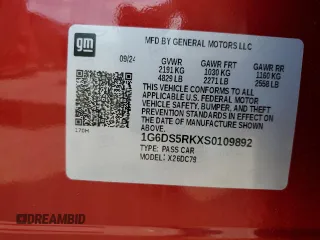 gm
MFD BY GENERAL MOTORS LLC
09/24
GVWR GAWR FRT GAWR RR
2191 KG 1030 KG 1160 KG
4829 LB 2271 LB 2558 LB
THIS VEHICLE CONFORMS TO ALL
APPLICABLE U.S. FEDERAL MOTOR
VEHICLE SAFETY, BUMPER, AND THEFT
PREVENTION STANDARDS IN EFFECT ON
THE DATE OF MANUFACTURE SHOWN
ABOVE.
1G6DS5RKXS0109892
TYPE: PASS CAR
MODEL: X26DC79
© DREAMBID